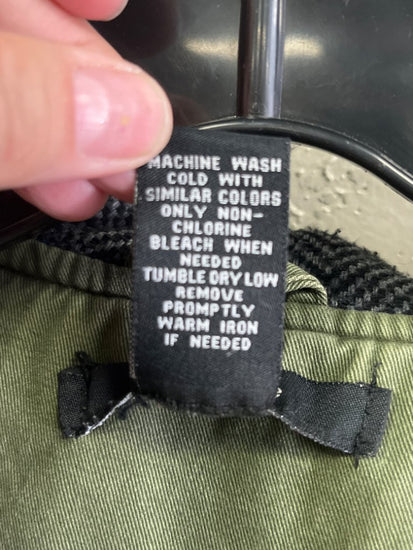 MACHINE WASH
COLD WITH
SIMILAR COLORS
ONLY NON-
CHLORINE
BLEACH WHEN
NEEDED
TUMBLE DRY LOW
REMOVE
PROMPTLY
WARM IRON
IF NEEDED